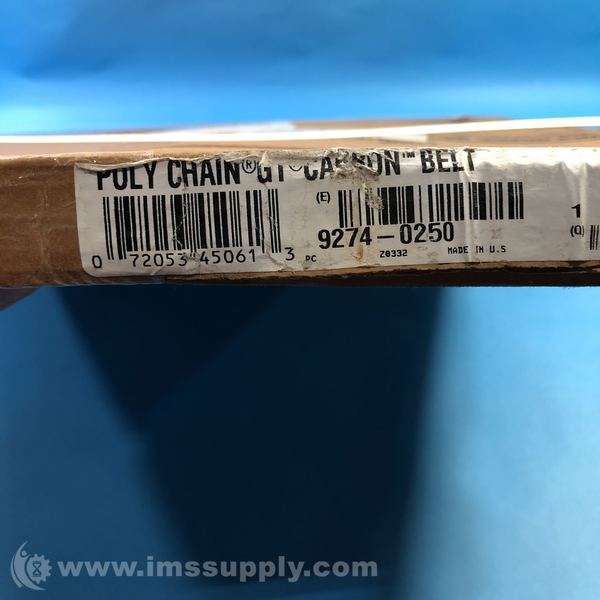 POLY CHAIN® GT® CARBON™ BELT
(E)
1
(Q)
9274-0250
0 72053 45061 3
PC
Z0332
MADE IN U.S
www.imssupply.com